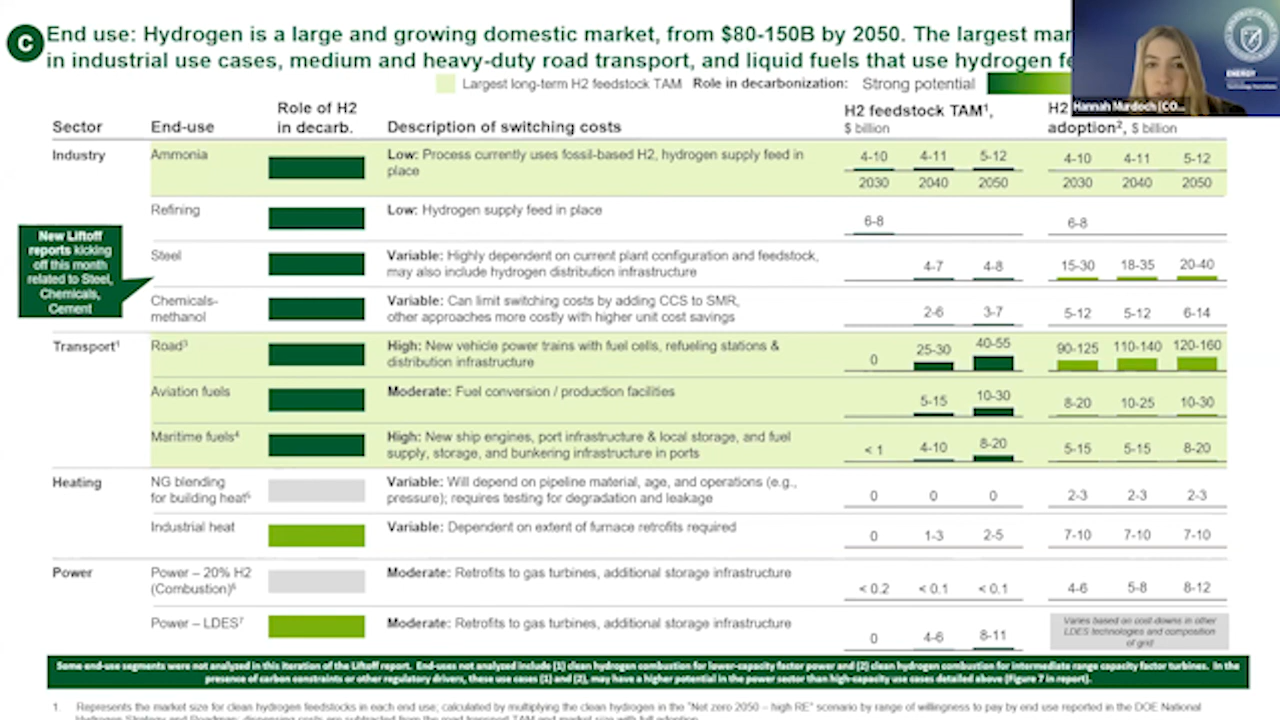 C
End use: Hydrogen is a large and growing domestic market, from $80-150B by 2050. The largest
in industrial use cases, medium and heavy-duty road transport, and liquid fuels that use hydrogen
Largest long-term H2 feedstock TAM Role in decarbonization: Strong potential
Hannah Murdoch (CO...
ENERGY
Sector End-use Role of H2 in decarb. Description of switching costs H2 feedstock TAM¹, $ billion H2 adoption², $ billion
Industry Ammonia Low: Process currently uses fossil-based H2, hydrogen supply feed in 4-10 4-11 5-12 4-10 4-11 5-12
place 2030 2040 2050 2030 2040 2050
Refining Low: Hydrogen supply feed in place 6-8 6-8
New Liftoff
reports kicking
off this month
related to Steel,
Chemicals,
Cement
Steel Variable: Highly dependent on current plant configuration and feedstock, 4-7 4-8 15-30 18-35 20-40
may also include hydrogen distribution infrastructure
Chemicals- Variable: Can limit switching costs by adding CCS to SMR, 2-6 3-7 5-12 5-12 6-14
methanol other approaches more costly with higher unit cost savings
Transport¹ Road³ High: New vehicle power trains with fuel cells, refueling stations & 0 25-30 40-55 90-125 110-140 120-160
distribution infrastructure
Aviation fuels Moderate: Fuel conversion / production facilities 5-15 10-30 8-20 10-25 10-30
Maritime fuels⁴ High: New ship engines, port infrastructure & local storage, and fuel < 1 4-10 8-20 5-15 5-15 8-20
supply, storage, and bunkering infrastructure in ports
Heating NG blending Variable: Will depend on pipeline material, age, and operations (e.g., 0 0 0 2-3 2-3 2-3
for building heat⁵ pressure); requires testing for degradation and leakage
Industrial heat Variable: Dependent on extent of furnace retrofits required 0 1-3 2-5 7-10 7-10 7-10
Power Power – 20% H2 Moderate: Retrofits to gas turbines, additional storage infrastructure < 0.2 < 0.1 < 0.1 4-6 5-8 8-12
(Combustion)⁶
Power – LDES⁷ Moderate: Retrofits to gas turbines, additional storage infrastructure 0 4-6 8-11
Varies based on cost-downs in other
LDES technologies and composition
of grid
Some end-use segments were not analyzed in this iteration of the Liftoff report. End-uses not analyzed include (1) clean hydrogen combustion for lower-capacity factor power and (2) clean hydrogen combustion for intermediate range capacity factor turbines. In the
presence of carbon constraints or other regulatory drivers, these use cases (1) and (2), may have a higher potential in the power sector than high-capacity use cases detailed above (Figure 7 in report).
1. Represents the market size for clean hydrogen feedstocks in each end use; calculated by multiplying the clean hydrogen in the "Net zero 2050 – high RE" scenario by range of willingness to pay by end use reported in the DOE National